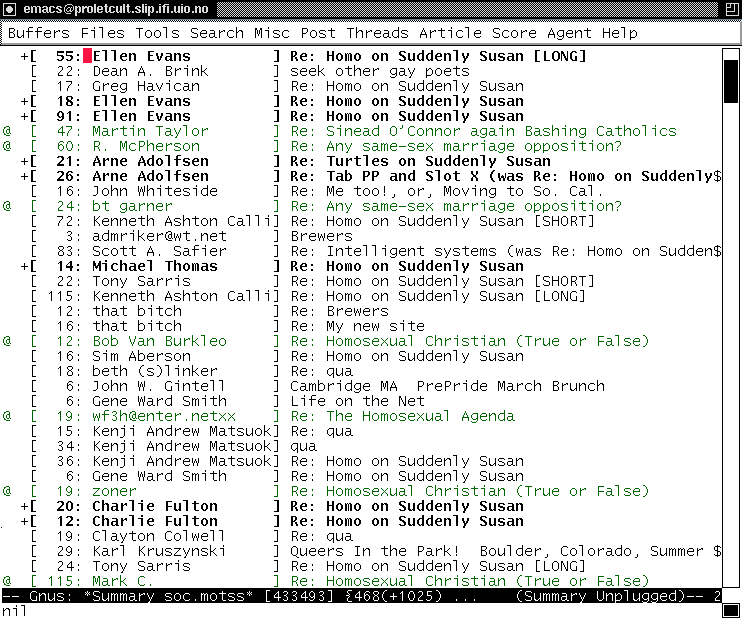 emacs@proletcult.slip.ifi.uio.no
Buffers Files Tools Search Misc Post Threads Article Score Agent Help
+[ 55: Ellen Evans ] Re: Homo on Suddenly Susan [LONG]
[ 22: Dean A. Brink ] seek other gay poets
[ 17: Greg Havican ] Re: Homo on Suddenly Susan
+[ 18: Ellen Evans ] Re: Homo on Suddenly Susan
+[ 91: Ellen Evans ] Re: Homo on Suddenly Susan
@ [ 47: Martin Taylor ] Re: Sinead O'Connor again Bashing Catholics
@ [ 60: R. McPherson ] Re: Any same-sex marriage opposition?
+[ 21: Arne Adolfsen ] Re: Turtles on Suddenly Susan
+[ 26: Arne Adolfsen ] Re: Tab PP and Slot X (was Re: Homo on Suddenly$
[ 16: John Whiteside ] Re: Me too!, or, Moving to So. Cal.
@ [ 24: bt garner ] Re: Any same-sex marriage opposition?
[ 72: Kenneth Ashton Calli] Re: Homo on Suddenly Susan [SHORT]
[ 3: admriker@wt.net ] Brewers
[ 83: Scott A. Safier ] Re: Intelligent systems (was Re: Homo on Sudden$
+[ 14: Michael Thomas ] Re: Homo on Suddenly Susan
[ 22: Tony Sarris ] Re: Homo on Suddenly Susan [SHORT]
[ 115: Kenneth Ashton Calli] Re: Homo on Suddenly Susan [LONG]
[ 12: that bitch ] Re: Brewers
[ 16: that bitch ] Re: My new site
@ [ 12: Bob Van Burkleo ] Re: Homosexual Christian (True or False)
[ 16: Sim Aberson ] Re: Homo on Suddenly Susan
[ 18: beth (s)linker ] Re: qua
[ 6: John W. Gintell ] Cambridge MA PrePride March Brunch
[ 6: Gene Ward Smith ] Life on the Net
@ [ 19: wf3h@enter.netxx ] Re: The Homosexual Agenda
[ 15: Kenji Andrew Matsuok] Re: qua
[ 34: Kenji Andrew Matsuok] qua
[ 36: Kenji Andrew Matsuok] Re: Homo on Suddenly Susan
[ 6: Gene Ward Smith ] Re: Homo on Suddenly Susan
@ [ 19: zoner ] Re: Homosexual Christian (True or False)
+[ 20: Charlie Fulton ] Re: Homo on Suddenly Susan
+[ 12: Charlie Fulton ] Re: Homo on Suddenly Susan
[ 19: Clayton Colwell ] Re: qua
[ 29: Karl Kruszynski ] Queers In the Park! Boulder, Colorado, Summer $
[ 24: Tony Sarris ] Re: Homo on Suddenly Susan [LONG]
@ [ 115: Mark C. ] Re: Homosexual Christian (True or False)
-- Gnus: *Summary soc.motss* [433493] {468(+1025) ... (Summary Unplugged)-- 2
nil